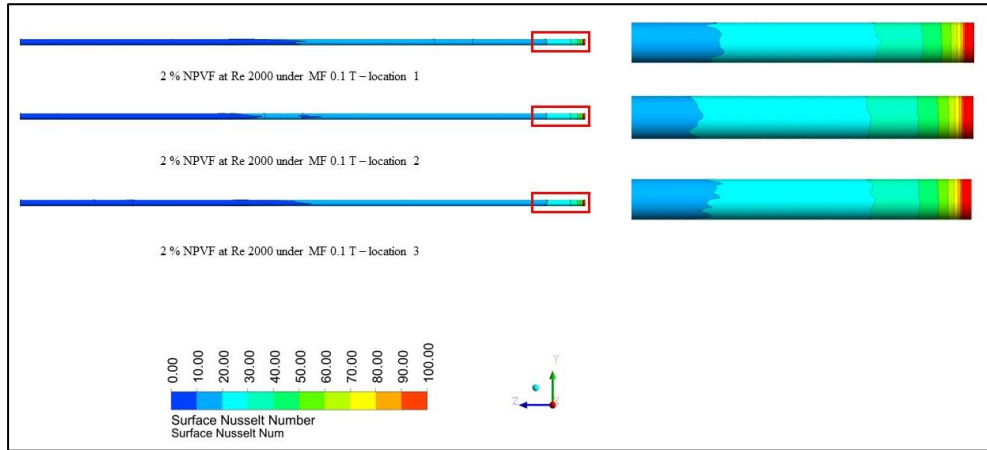 2 % NPVF at Re 2000 under MF 0.1 T – location 1
2 % NPVF at Re 2000 under MF 0.1 T – location 2
2 % NPVF at Re 2000 under MF 0.1 T – location 3
0.00
10.00
20.00
30.00
40.00
50.00
60.00
70.00
80.00
90.00
100.00
Surface Nusselt Number
Surface Nusselt Num
Y
Z